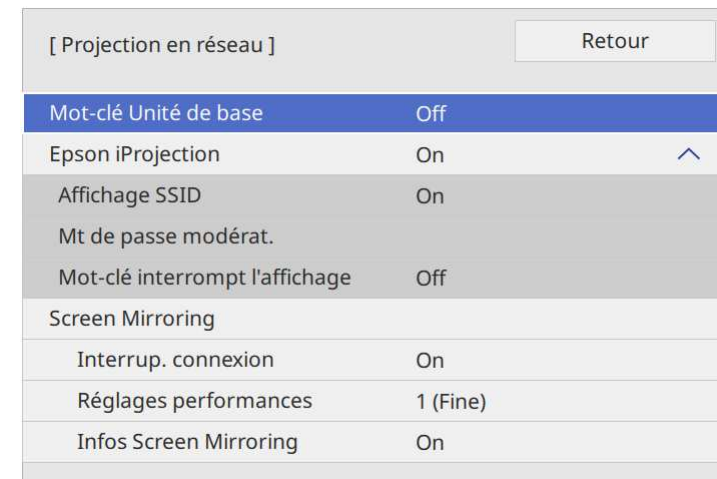 [ Projection en réseau ] Retour
Mot-clé Unité de base Off
Epson iProjection On
Affichage SSID On
Mt de passe modérat.
Mot-clé interrompt l'affichage Off
Screen Mirroring
Interrup. connexion On
Réglages performances 1 (Fine)
Infos Screen Mirroring On